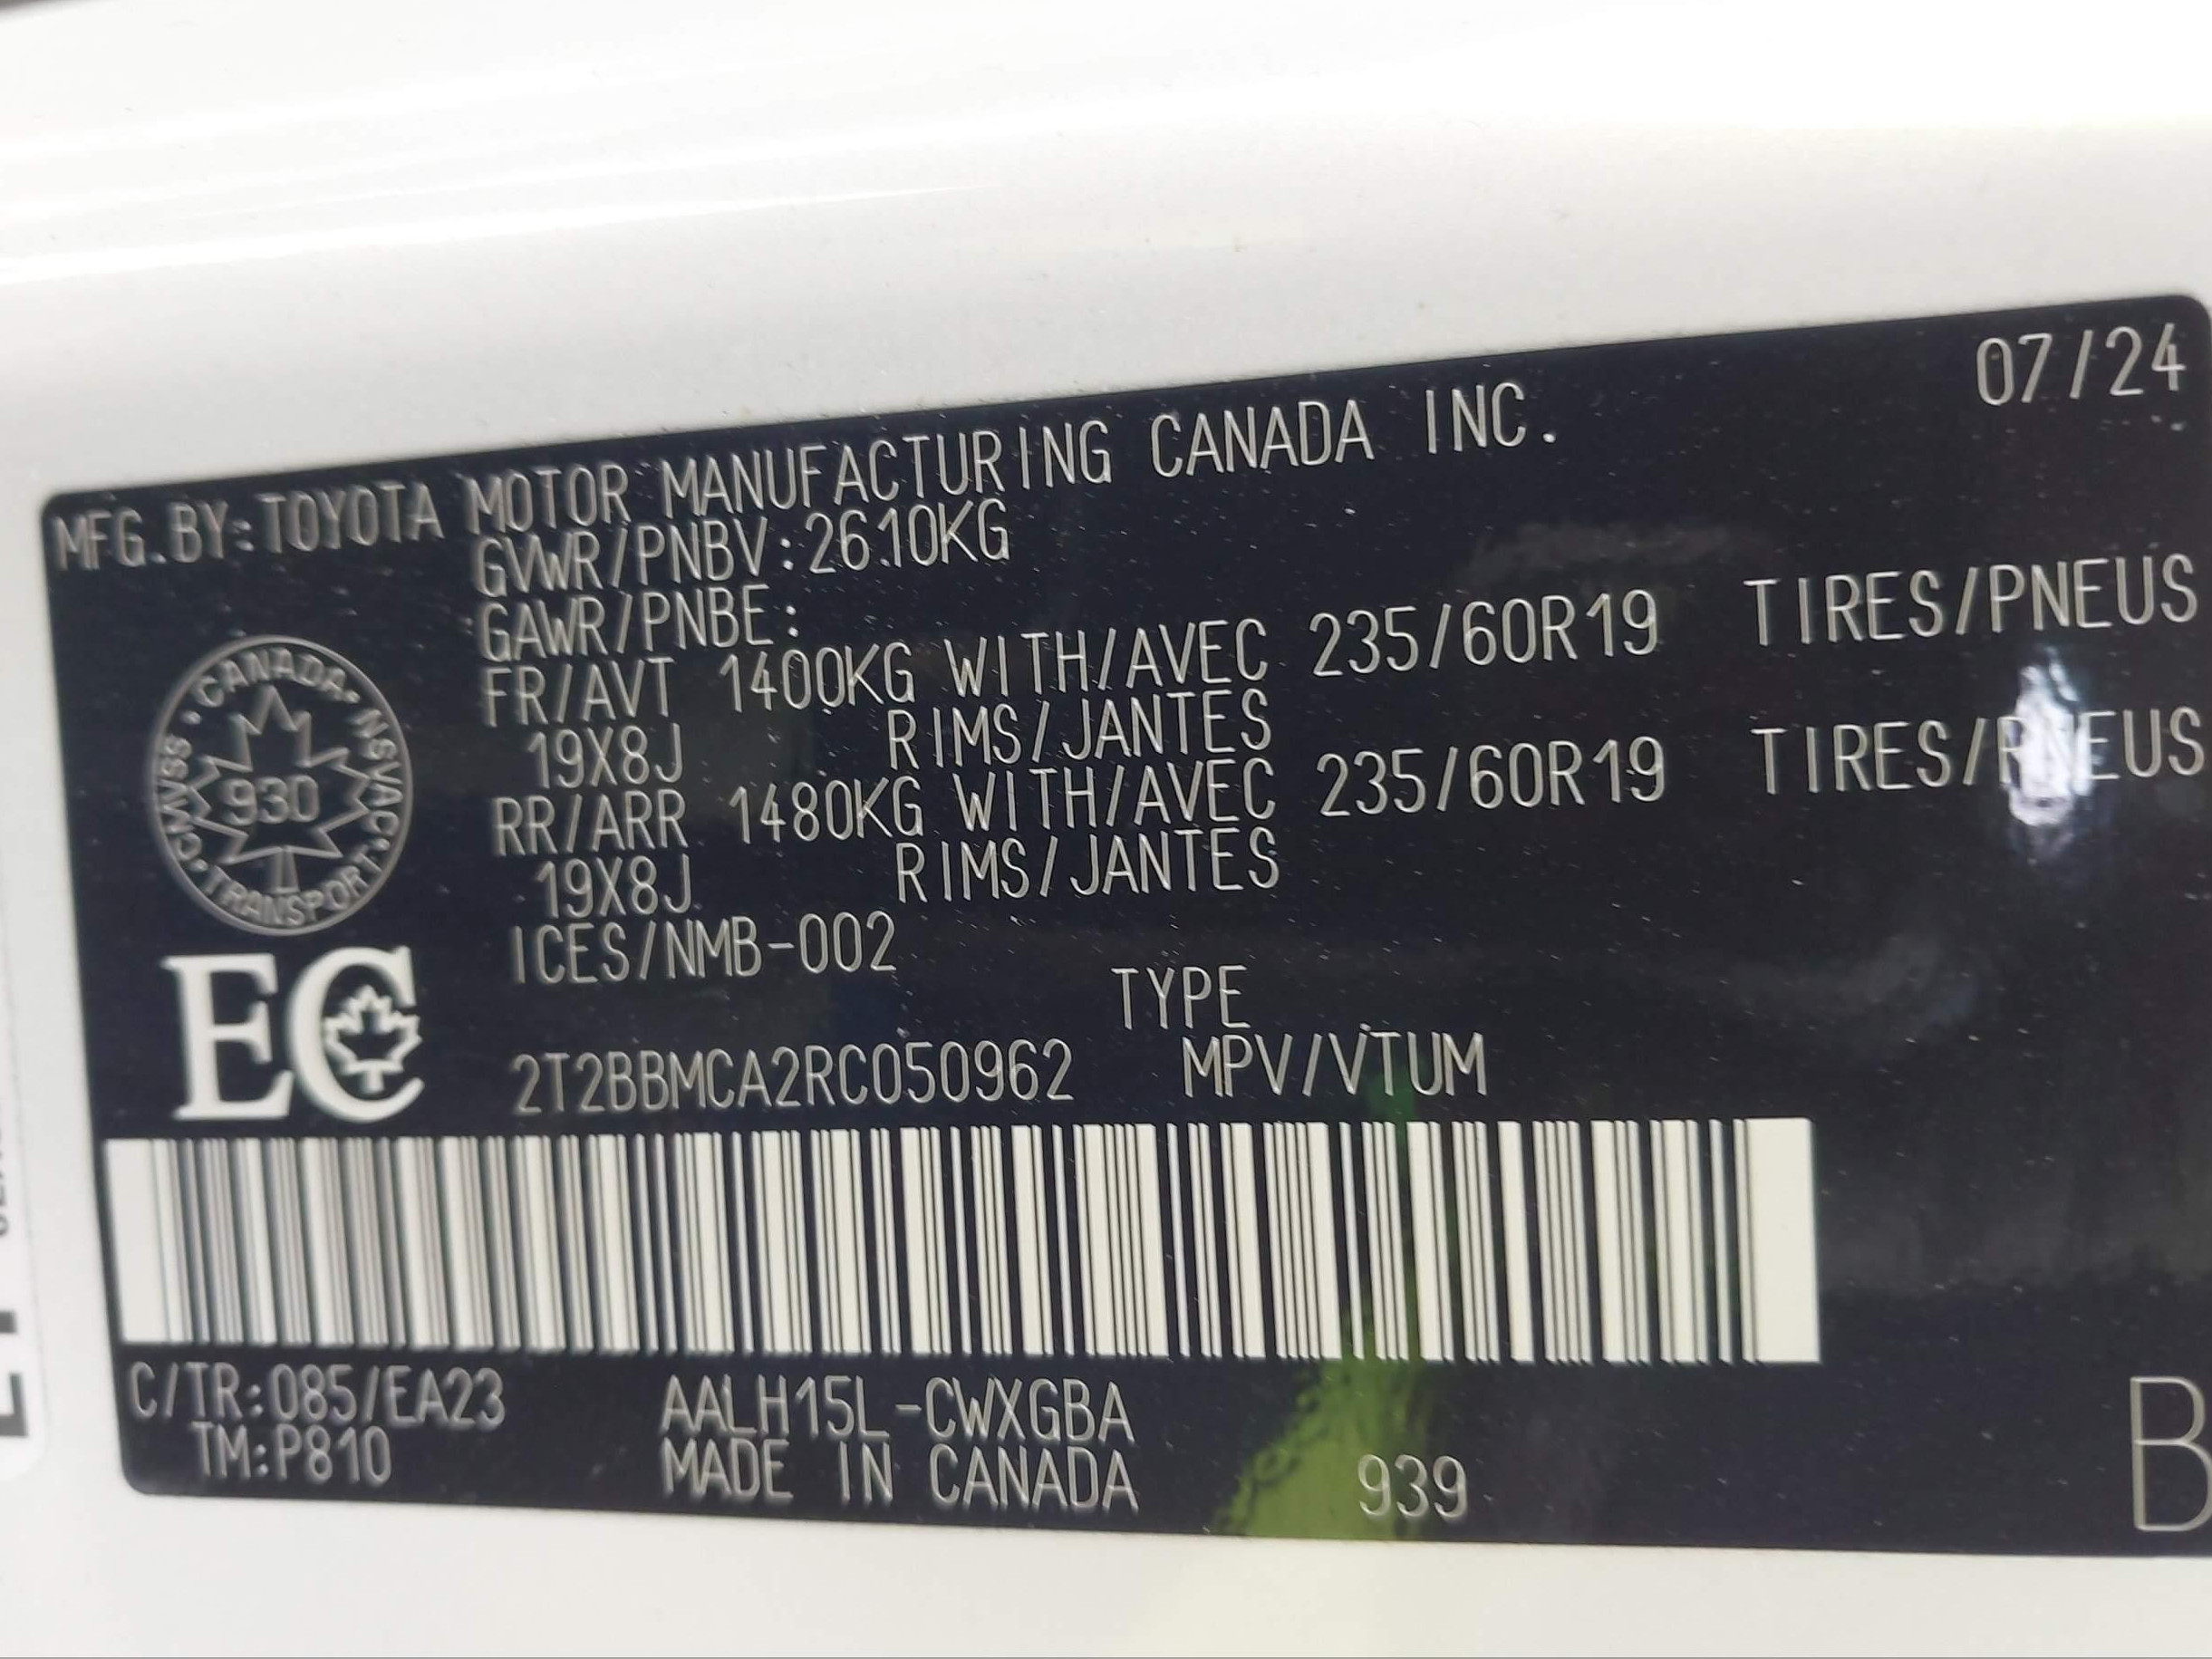 07/24
MFG.BY:TOYOTA MOTOR MANUFACTURING CANADA INC.
GVWR/PNBV:2610KG
GAWR/PNBE:
FR/AVT 1400KG WITH/AVEC 235/60R19 TIRES/PNEUS
19X8J RIMS/JANTES
RR/ARR 1480KG WITH/AVEC 235/60R19 TIRES/PNEUS
19X8J RIMS/JANTES
ICES/NMB-002
CANADA · NSVAC · TRANSPORT · CMVSS
930
EC
TYPE
2T2BBMCA2RC050962 MPV/VTUM
C/TR:085/EA23 AALH15L-CWXGBA
TM:P810 MADE IN CANADA 939
B